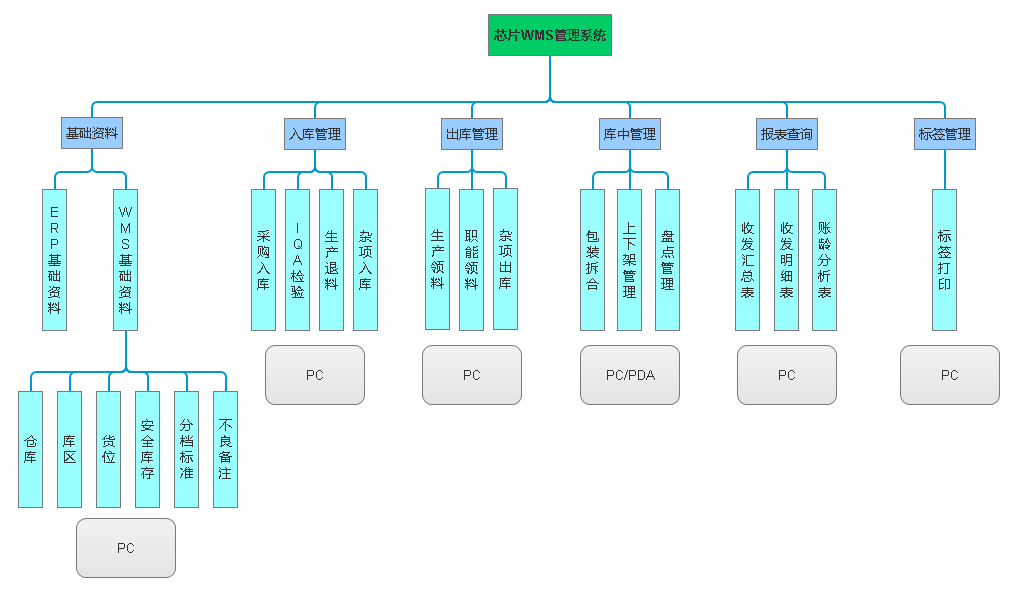 芯片WMS管理系统
基础资料
入库管理
出库管理
库中管理
报表查询
标签管理
ERP基础资料
WMS基础资料
采购入库
IQA检验
生产退料
杂项入库
生产领料
职能领料
杂项出库
包装拆合
上下架管理
盘点管理
收发汇总表
收发明细表
账龄分析表
标签打印
PC
PC
PC/PDA
PC
PC
仓库
库区
货位
安全库存
分档标准
不良备注
PC